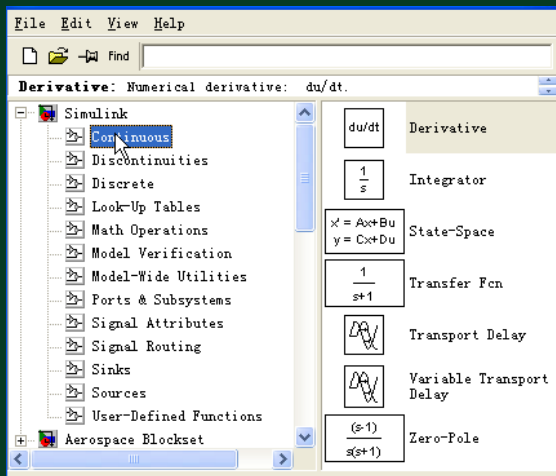 File Edit View Help
Find
Derivative: Numerical derivative: du/dt.
Simulink
Continuous
Discontinuities
Discrete
Look-Up Tables
Math Operations
Model Verification
Model-Wide Utilities
Ports & Subsystems
Signal Attributes
Signal Routing
Sinks
Sources
User-Defined Functions
Aerospace Blockset
du/dt Derivative
1
s
Integrator
x' = Ax+Bu
y = Cx+Du
State-Space
1
s+1
Transfer Fcn
Transport Delay
Variable Transport
Delay
(s-1)
s(s+1)
Zero-Pole